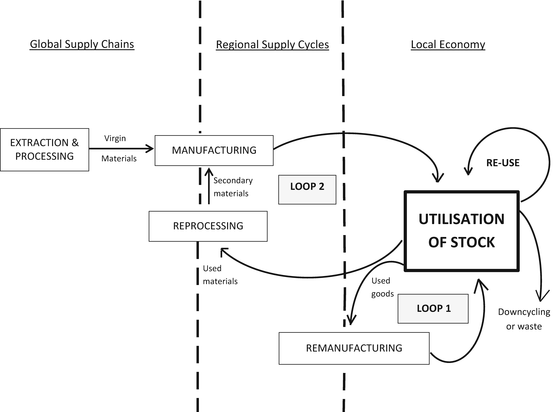 Global Supply Chains
Regional Supply Cycles
Local Economy
EXTRACTION &
PROCESSING
Virgin
Materials
MANUFACTURING
RE-USE
Secondary
materials
LOOP 2
REPROCESSING
UTILISATION
OF STOCK
Used
materials
Used
goods
LOOP 1
Downcycling
or waste
REMANUFACTURING